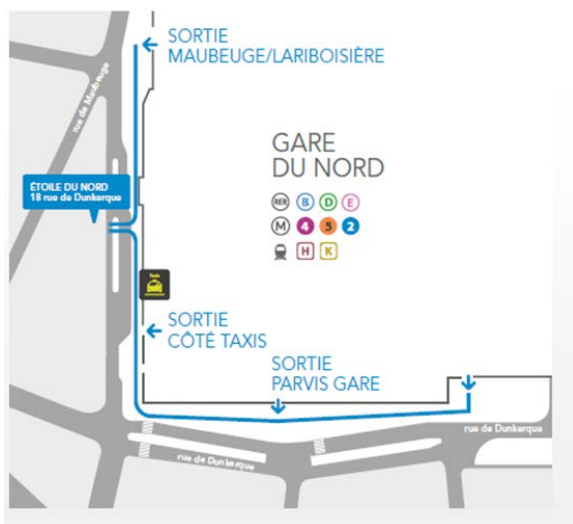 SORTIE
MAUBEUGE/LARIBOISIÈRE
rue de Maubeuge
GARE
DU NORD
ÉTOILE DU NORD
18 rue de Dunkerque
RER B D E
M 4 5 2
H K
Taxis
SORTIE
CÔTÉ TAXIS
SORTIE
PARVIS GARE
rue de Dunkerque
rue de Dunkerque